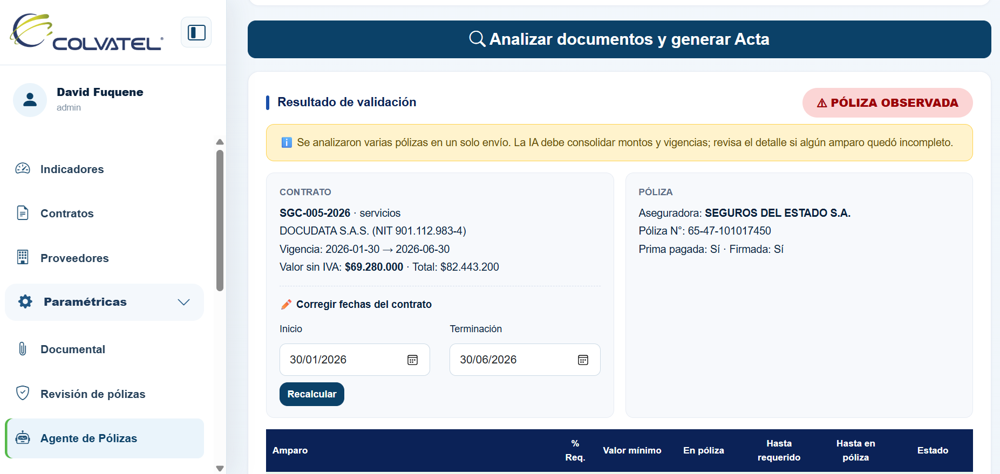 COLVATEL®
David Fuquene
admin
Indicadores
Contratos
Proveedores
Paramétricas
Documental
Revisión de pólizas
Agente de Pólizas
Analizar documentos y generar Acta
Resultado de validación
⚠ PÓLIZA OBSERVADA
ℹ️ Se analizaron varias pólizas en un solo envío. La IA debe consolidar montos y vigencias; revisa el detalle si algún amparo quedó incompleto.
CONTRATO
SGC-005-2026 · servicios
DOCUDATA S.A.S. (NIT 901.112.983-4)
Vigencia: 2026-01-30 → 2026-06-30
Valor sin IVA: $69.280.000 · Total: $82.443.200
Corregir fechas del contrato
Inicio
Terminación
30/01/2026
30/06/2026
Recalcular
PÓLIZA
Aseguradora: SEGUROS DEL ESTADO S.A.
Póliza N°: 65-47-101017450
Prima pagada: Sí · Firmada: Sí
Amparo
% Req.
Valor mínimo
En póliza
Hasta requerido
Hasta en póliza
Estado